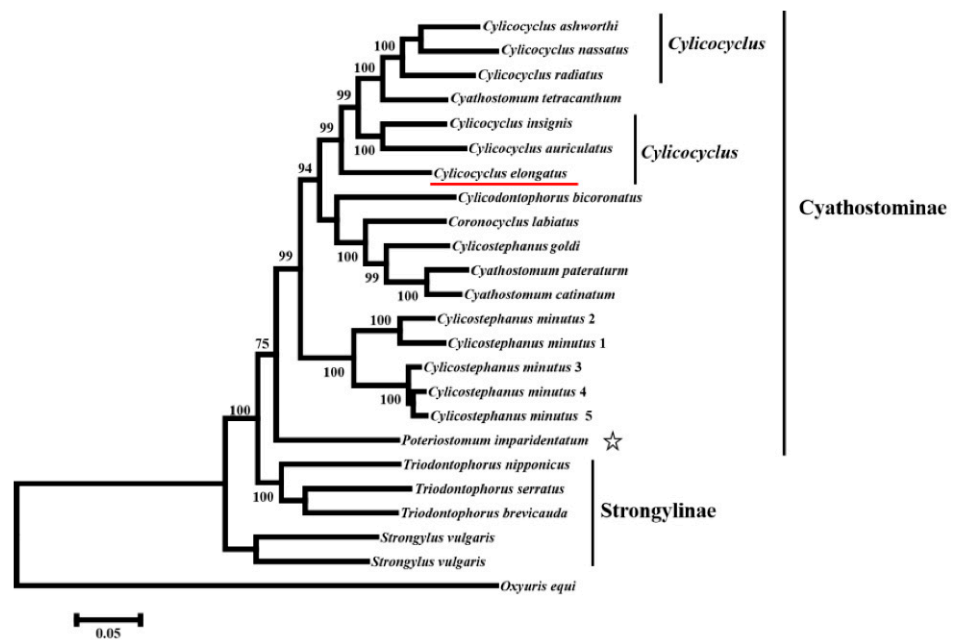 Cylicocyclus ashworthi
100
Cylicocyclus nassatus
Cylicocyclus
100
Cylicocyclus radiatus
99
Cyathostomum tetracanthum
Cylicocyclus insignis
99
100
Cylicocyclus auriculatus
Cylicocyclus
94
Cylicocyclus elongatus
Cylicodontophorus bicoronatus
Cyathostominae
Coronocyclus labiatus
100
Cylicostephanus goldi
99
99
Cyathostomum pateraturm
100
Cyathostomum catinatum
100
Cylicostephanus minutus 2
75
Cylicostephanus minutus 1
100
Cylicostephanus minutus 3
Cylicostephanus minutus 4
100
100
Cylicostephanus minutus 5
Poteriostomum imparidentatum
Triodontophorus nipponicus
100
Triodontophorus serratus
Strongylinae
Triodontophorus brevicauda
Strongylus vulgaris
Strongylus vulgaris
Oxyuris equi
0.05